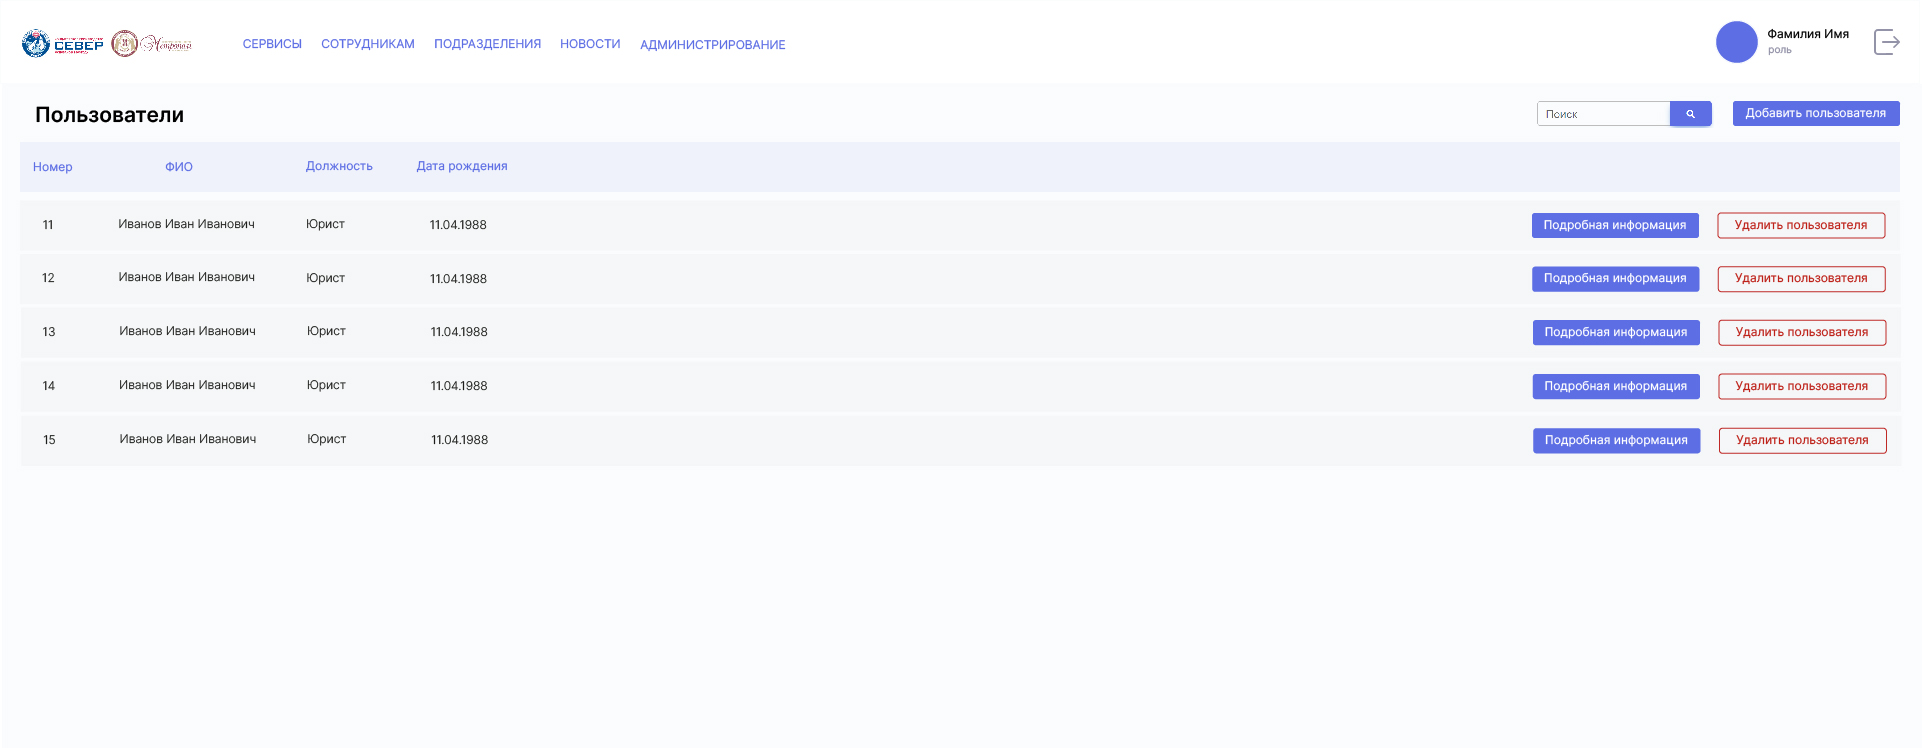 СЕВЕР
Метрополь
СЕРВИСЫ СОТРУДНИКАМ ПОДРАЗДЕЛЕНИЯ НОВОСТИ АДМИНИСТРИРОВАНИЕ
Фамилия Имя
роль
Пользователи
Поиск
Добавить пользователя
Номер ФИО Должность Дата рождения
11 Иванов Иван Иванович Юрист 11.04.1988 Подробная информация Удалить пользователя
12 Иванов Иван Иванович Юрист 11.04.1988 Подробная информация Удалить пользователя
13 Иванов Иван Иванович Юрист 11.04.1988 Подробная информация Удалить пользователя
14 Иванов Иван Иванович Юрист 11.04.1988 Подробная информация Удалить пользователя
15 Иванов Иван Иванович Юрист 11.04.1988 Подробная информация Удалить пользователя